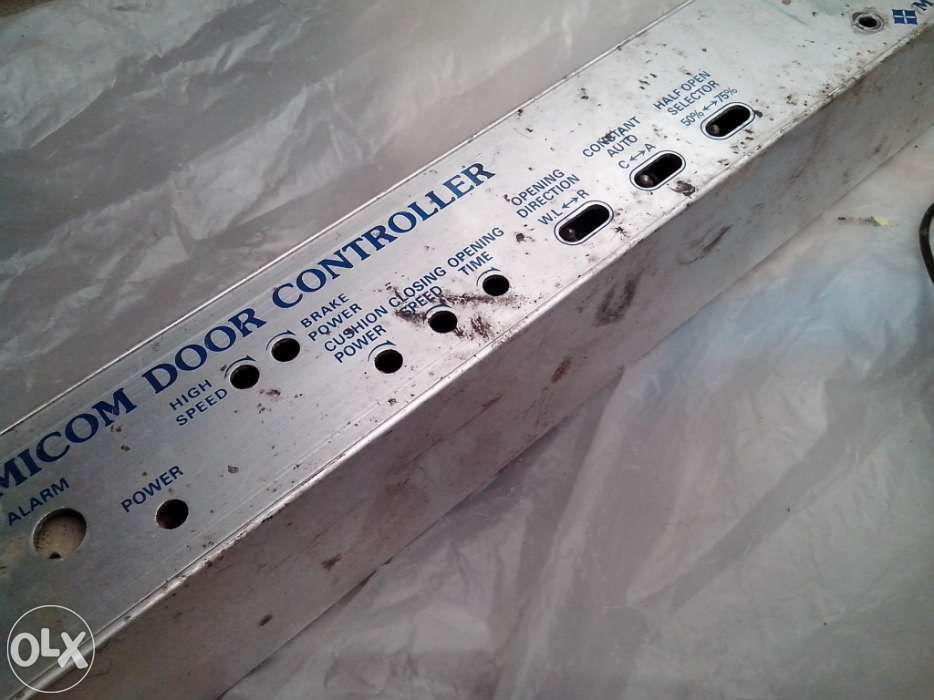 MICOM DOOR CONTROLLER
ALARM
POWER
HIGH
SPEED
BRAKE
POWER
CUSHION
POWER
CLOSING
SPEED
OPENING
TIME
OPENING
DIRECTION
W.L↔R
CONSTANT
AUTO
C↔A
HALF OPEN
SELECTOR
50%↔75%
M
OLX